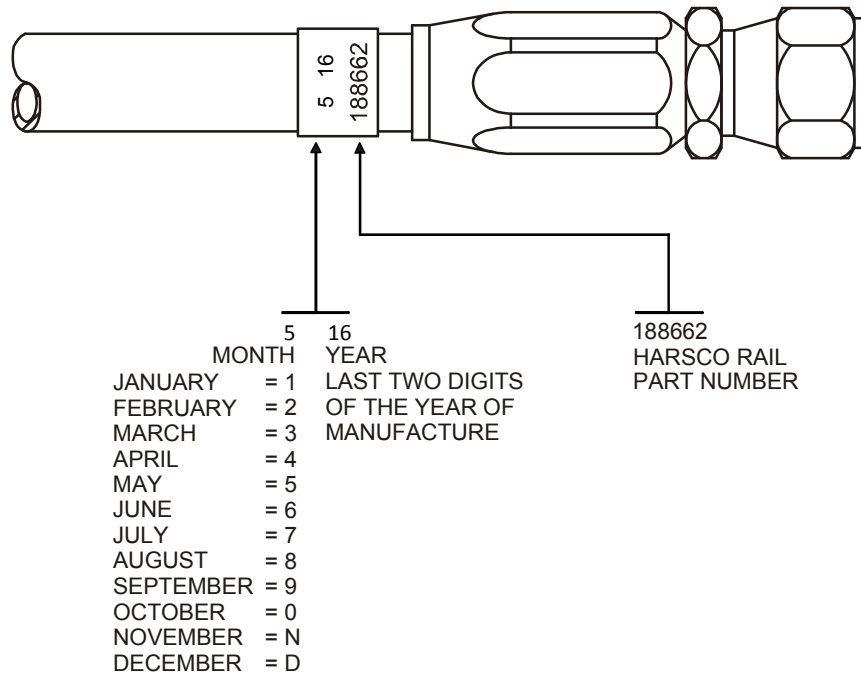 5 16
188662
5 16
MONTH YEAR
JANUARY = 1 LAST TWO DIGITS
FEBRUARY = 2 OF THE YEAR OF
MARCH = 3 MANUFACTURE
APRIL = 4
MAY = 5
JUNE = 6
JULY = 7
AUGUST = 8
SEPTEMBER = 9
OCTOBER = 0
NOVEMBER = N
DECEMBER = D
188662
HARSCO RAIL
PART NUMBER